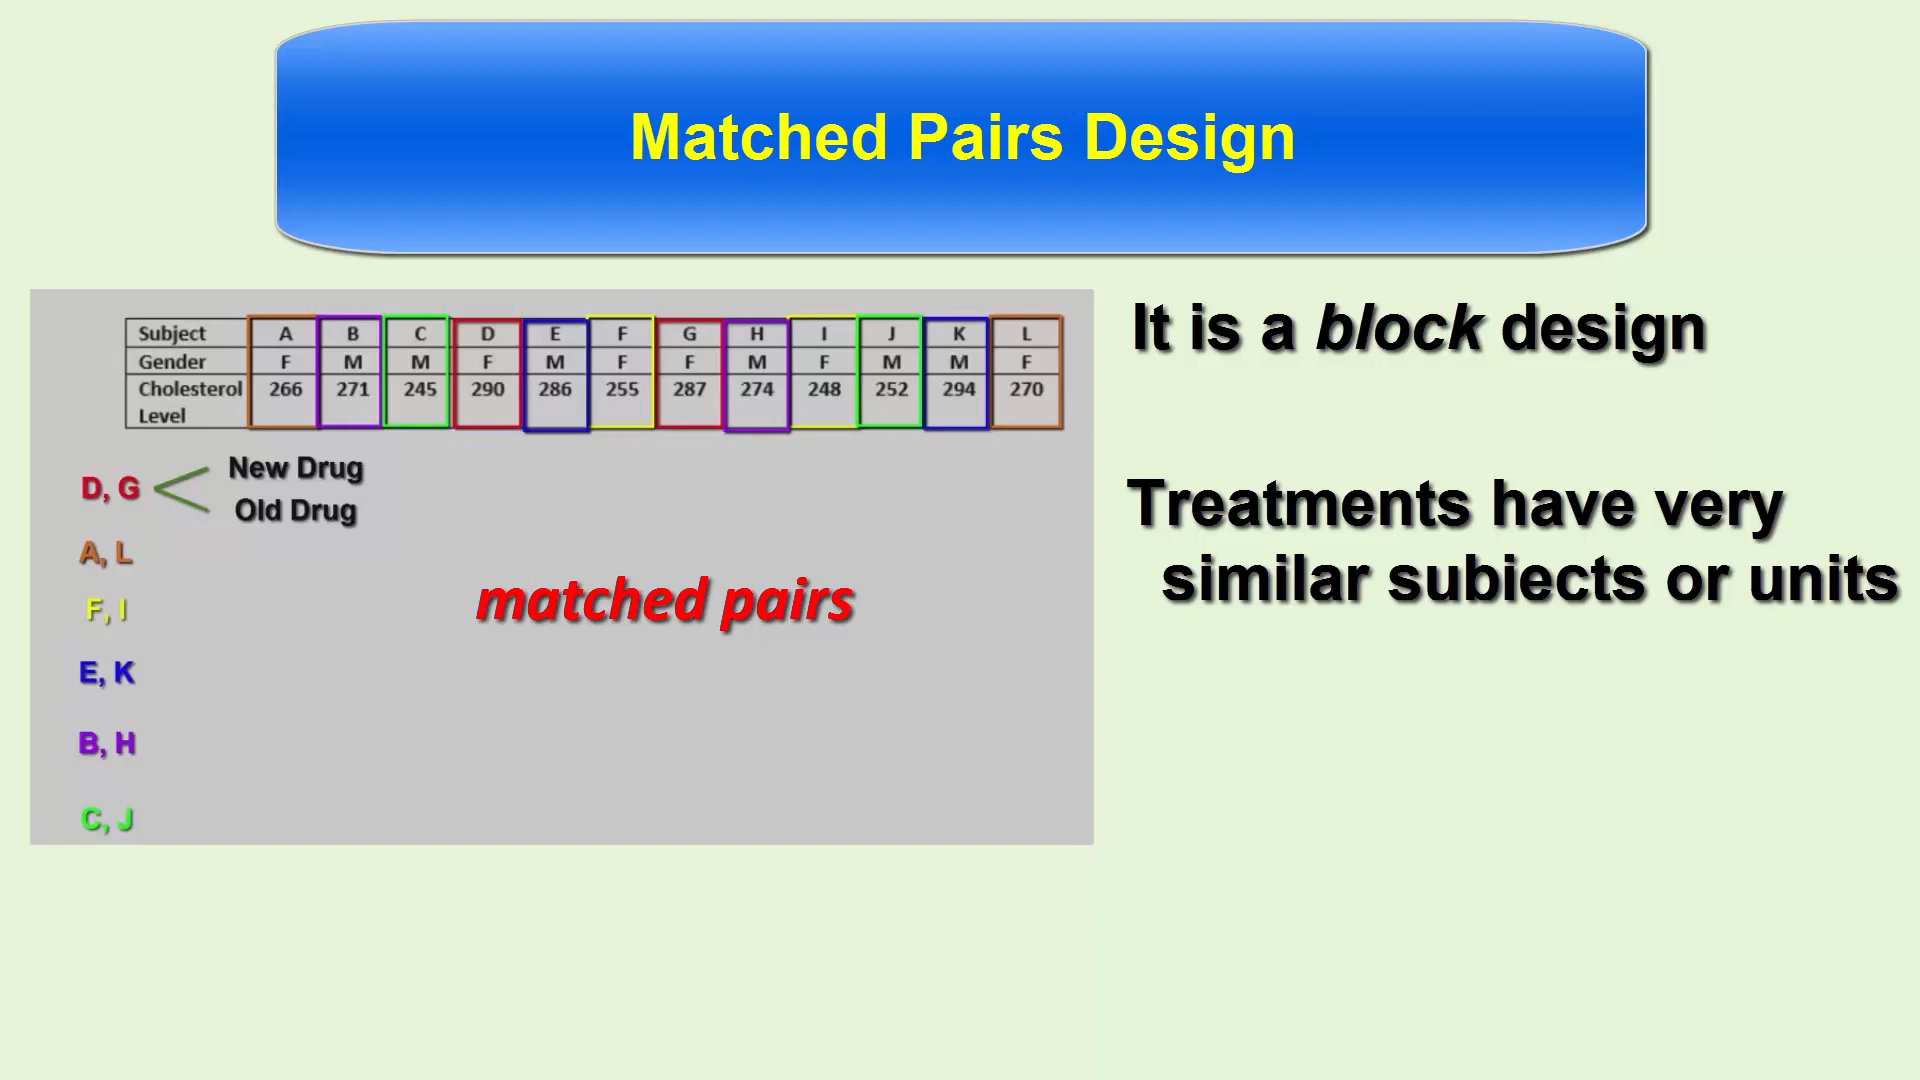 Matched Pairs Design
Subject A B C D E F G H I J K L
Gender F M M F M F F M F M M F
Cholesterol Level 266 271 245 290 286 255 287 274 248 252 294 270
D, G
New Drug
Old Drug
A, L
F, I
E, K
B, H
C, J
matched pairs
It is a block design
Treatments have very
similar subjects or units